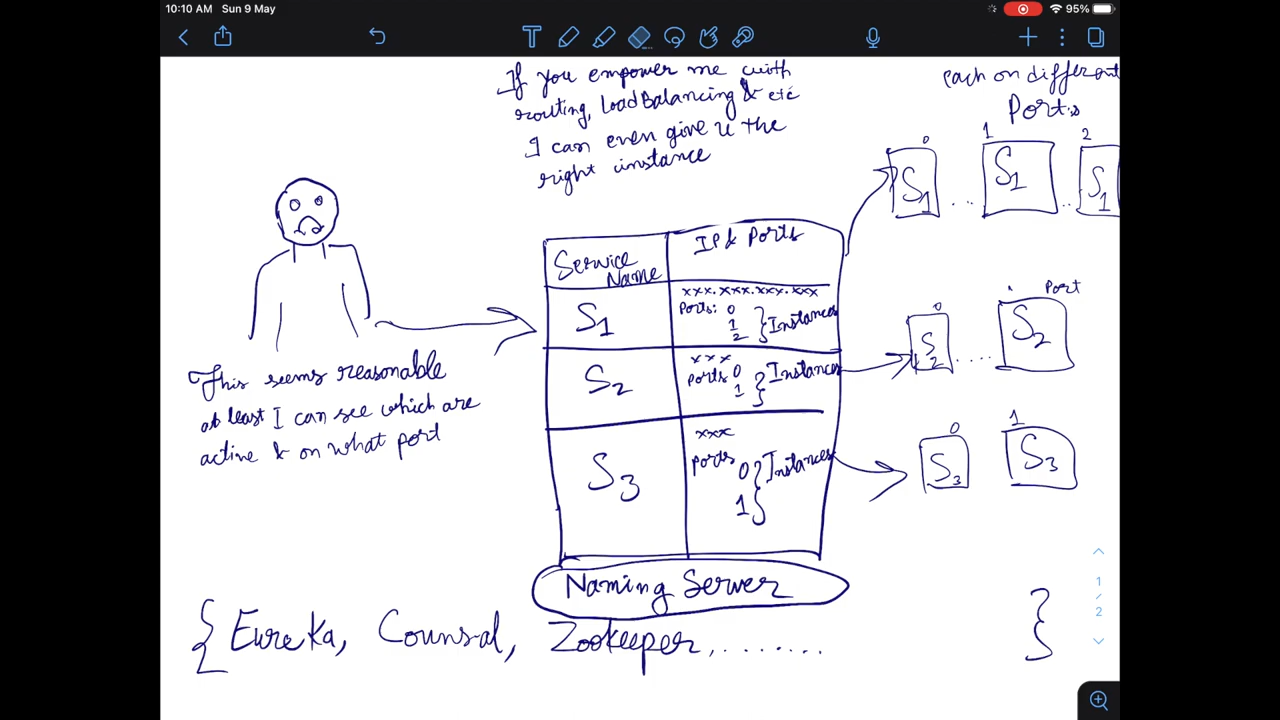 10:10 AM Sun 9 May
95%
If you empower me with
routing, LoadBalancing & etc
I can even give u the
right instance
each on different
Ports
0
1
2
S1
S1
S1
Service Name
IP & Ports
S1
xxx.xxx.xxx.xxx
Ports: 0
1
2
Instances
S2
xxx
Ports 0
1
Instances
S3
xxx
Ports
0
1
Instances
0
Port
S2
S2
0
1
S3
S3
This seems reasonable
at least I can see which are
active & on what port
Naming Server
{ Eureka, Counsal, Zookeeper, ........ }
1
/
2